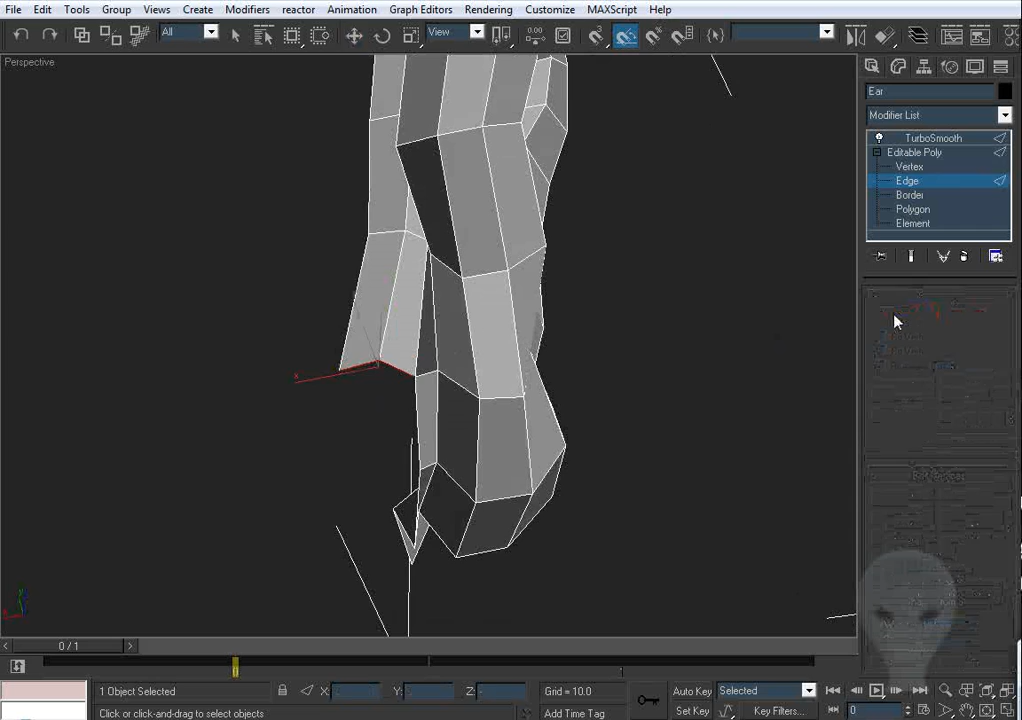 File Edit Tools Group Views Create Modifiers reactor Animation Graph Editors Rendering Customize MAXScript Help
All View 0.00
Perspective
Ear
Modifier List
TurboSmooth
Editable Poly
Vertex
Edge
Border
Polygon
Element
x
0 / 1
1 Object Selected X: Y: Z: Grid = 10.0 Auto Key Selected
Click or click-and-drag to select objects Add Time Tag Set Key Key Filters... 0